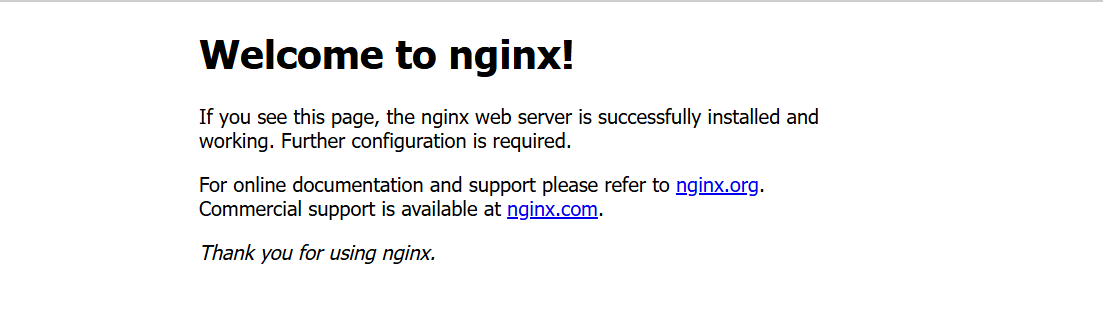 Welcome to nginx!
If you see this page, the nginx web server is successfully installed and
working. Further configuration is required.
For online documentation and support please refer to nginx.org.
Commercial support is available at nginx.com.
Thank you for using nginx.